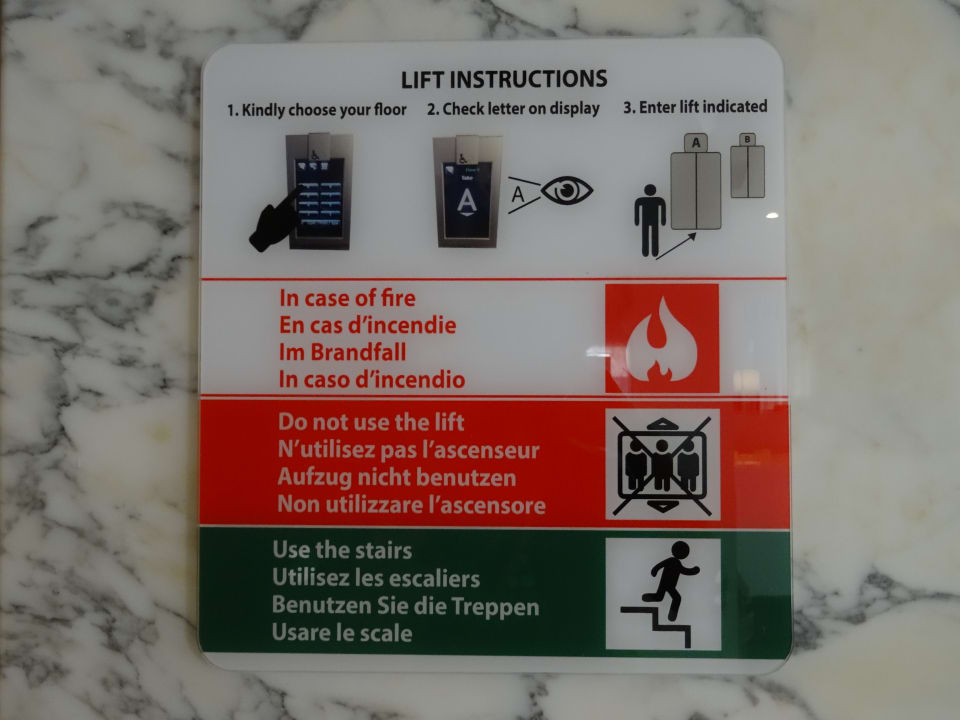 LIFT INSTRUCTIONS
1. Kindly choose your floor 2. Check letter on display 3. Enter lift indicated
Take
A
A
A
B
In case of fire
En cas d'incendie
Im Brandfall
In caso d'incendio
Do not use the lift
N'utilisez pas l'ascenseur
Aufzug nicht benutzen
Non utilizzare l'ascensore
Use the stairs
Utilisez les escaliers
Benutzen Sie die Treppen
Usare le scale